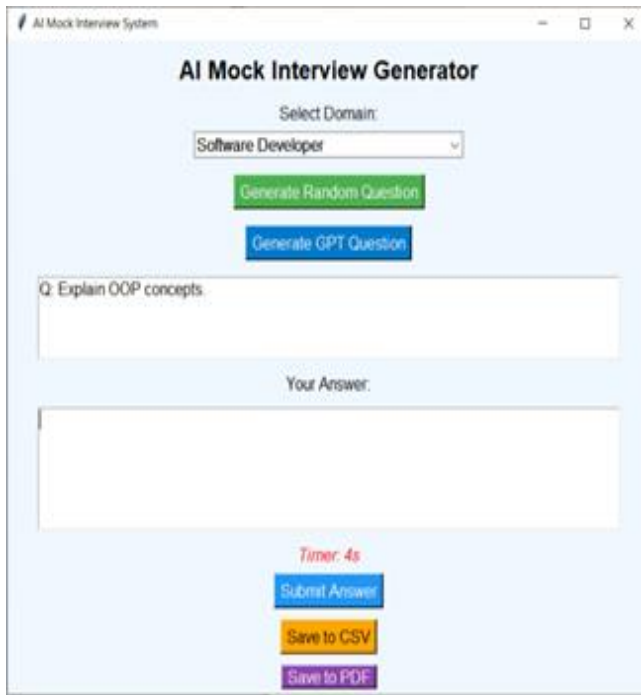 AI Mock Interview System
AI Mock Interview Generator
Select Domain:
Software Developer
Generate Random Question
Generate GPT Question
Q: Explain OOP concepts.
Your Answer:
Timer: 4s
Submit Answer
Save to CSV
Save to PDF